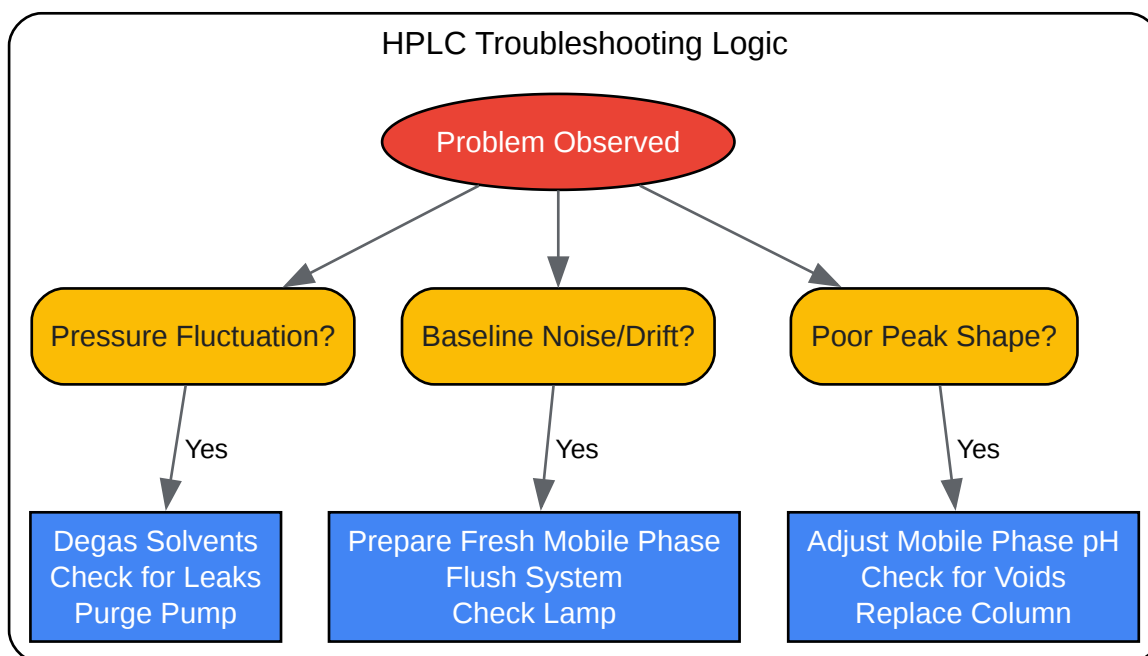 HPLC Troubleshooting Logic
Problem Observed
Pressure Fluctuation?
Baseline Noise/Drift?
Poor Peak Shape?
Yes
Yes
Yes
Degas Solvents
Check for Leaks
Purge Pump
Prepare Fresh Mobile Phase
Flush System
Check Lamp
Adjust Mobile Phase pH
Check for Voids
Replace Column